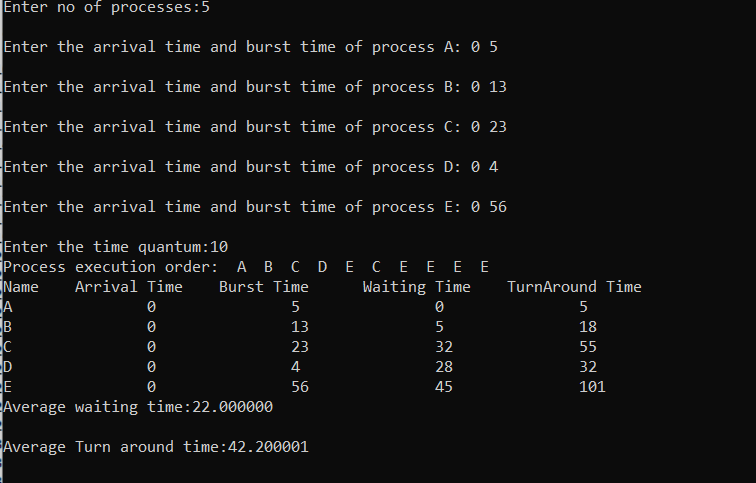 Enter no of processes:5
Enter the arrival time and burst time of process A: 0 5
Enter the arrival time and burst time of process B: 0 13
Enter the arrival time and burst time of process C: 0 23
Enter the arrival time and burst time of process D: 0 4
Enter the arrival time and burst time of process E: 0 56
Enter the time quantum:10
Process execution order:  A  B  C  D  E  C  E  E  E  E
Name    Arrival Time    Burst Time      Waiting Time    TurnAround Time
A               0               5               0               5
B               0               13              5               18
C               0               23              32              55
D               0               4               28              32
E               0               56              45              101
Average waiting time:22.000000
Average Turn around time:42.200001